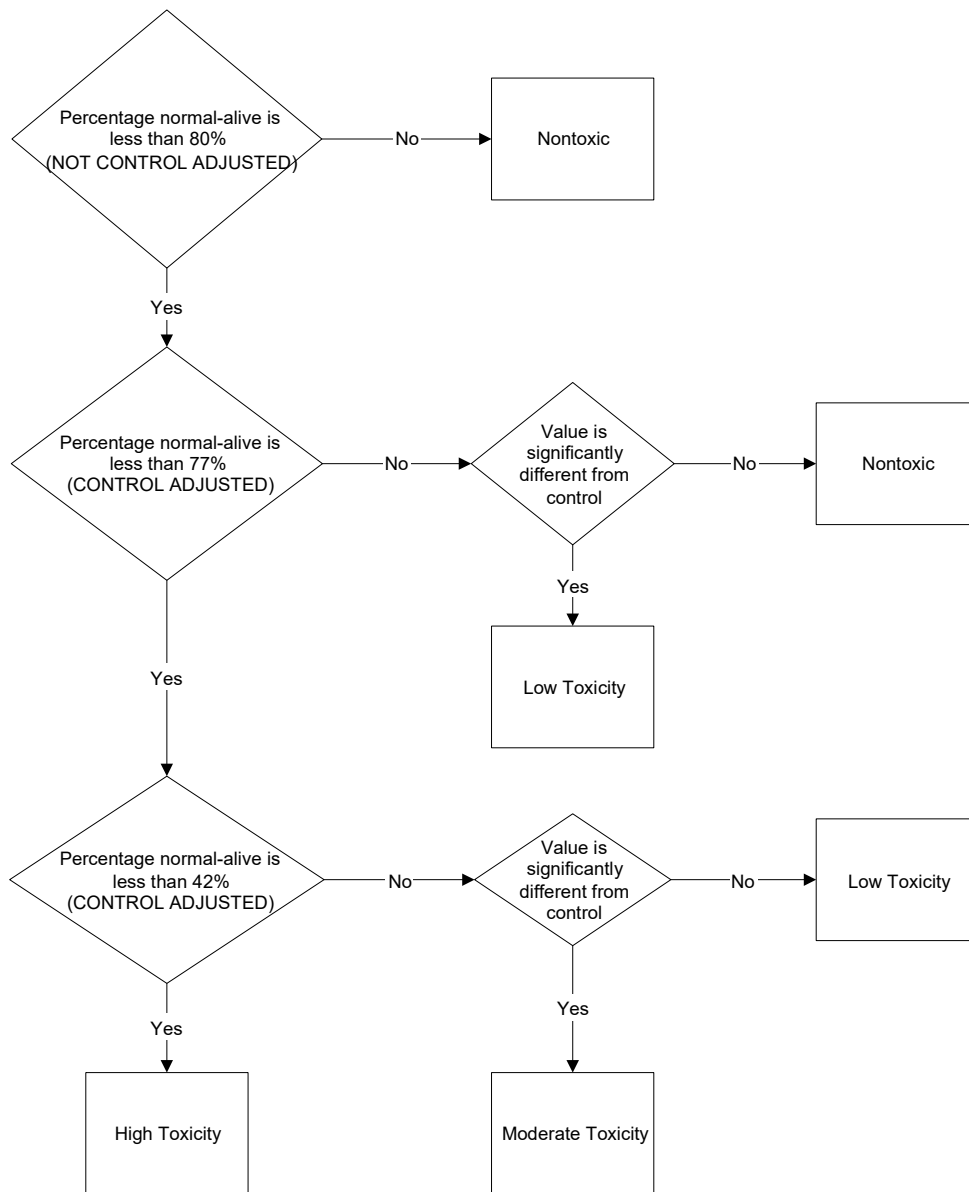 Percentage normal-alive is
less than 80%
(NOT CONTROL ADJUSTED)
No
Nontoxic
Yes
Percentage normal-alive is
less than 77%
(CONTROL ADJUSTED)
No
Value is
significantly
different from
control
No
Nontoxic
Yes
Low Toxicity
Yes
Percentage normal-alive is
less than 42%
(CONTROL ADJUSTED)
No
Value is
significantly
different from
control
No
Low Toxicity
Yes
High Toxicity
Yes
Moderate Toxicity